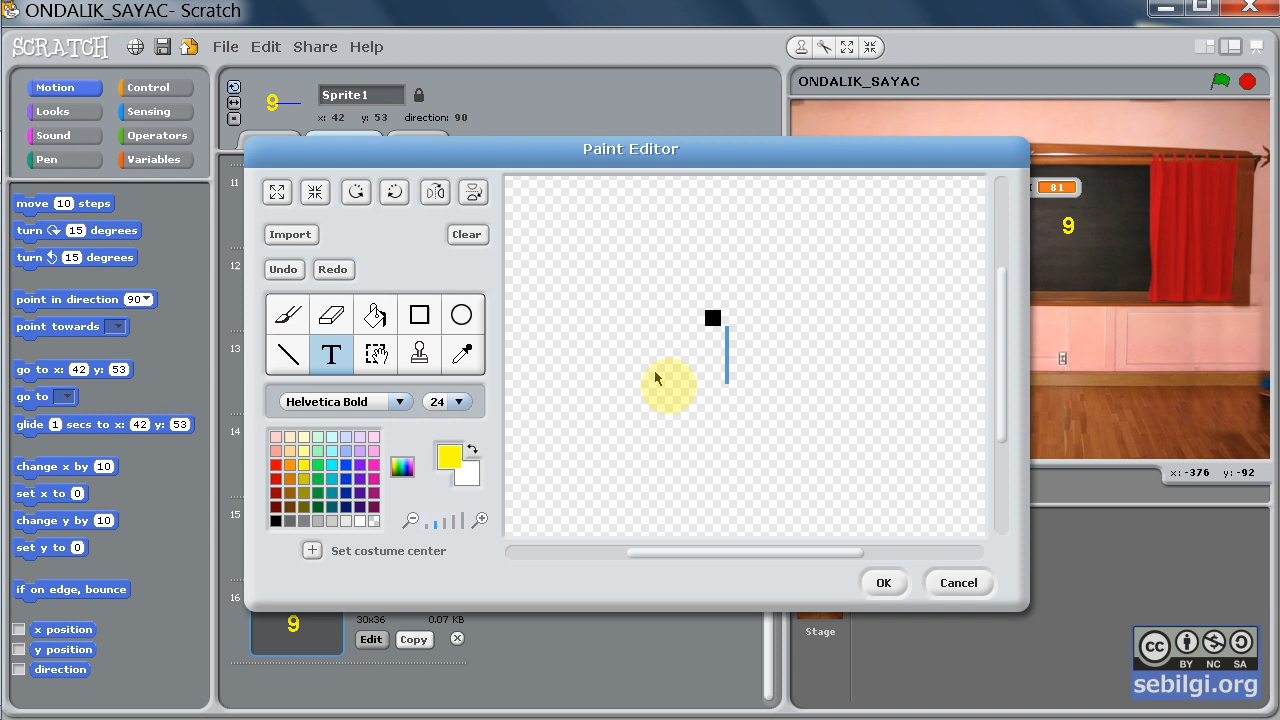 ONDALIK_SAYAC- Scratch
SCRATCH
File Edit Share Help
Motion Control
Looks Sensing
Sound Operators
Pen Variables
move 10 steps
turn 15 degrees
turn 15 degrees
point in direction 90
point towards
go to x: 42 y: 53
go to
glide 1 secs to x: 42 y: 53
change x by 10
set x to 0
change y by 10
set y to 0
if on edge, bounce
x position
y position
direction
9
Sprite1
x: 42 y: 53 direction: 90
11
12
13
14
15
16
9
30x36 0.07 KB
Edit Copy
Paint Editor
Import Clear
Undo Redo
T
Helvetica Bold 24
Set costume center
OK Cancel
ONDALIK_SAYAC
81
9
x: -376 y: -92
Stage
cc BY NC SA
sebilgi.org